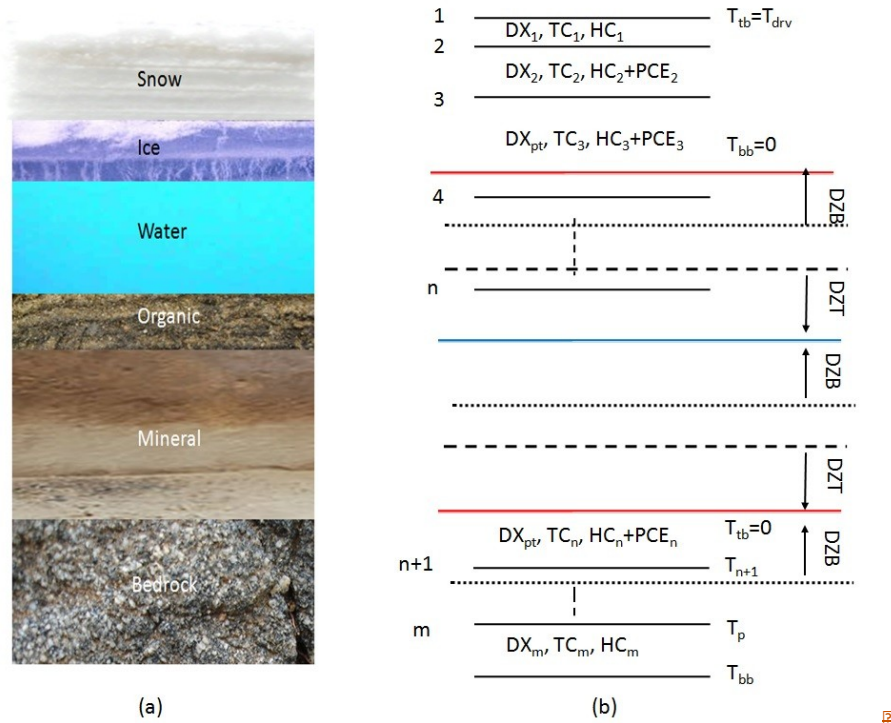 Snow
Ice
Water
Organic
Mineral
Bedrock
(a)
1
T_tb=T_drv
DX_1, TC_1, HC_1
2
DX_2, TC_2, HC_2+PCE_2
3
DX_pt, TC_3, HC_3+PCE_3
T_bb=0
4
DZB
n
DZT
DZB
DZT
T_tb=0
DX_pt, TC_n, HC_n+PCE_n
DZB
n+1
T_n+1
m
T_p
DX_m, TC_m, HC_m
T_bb
(b)